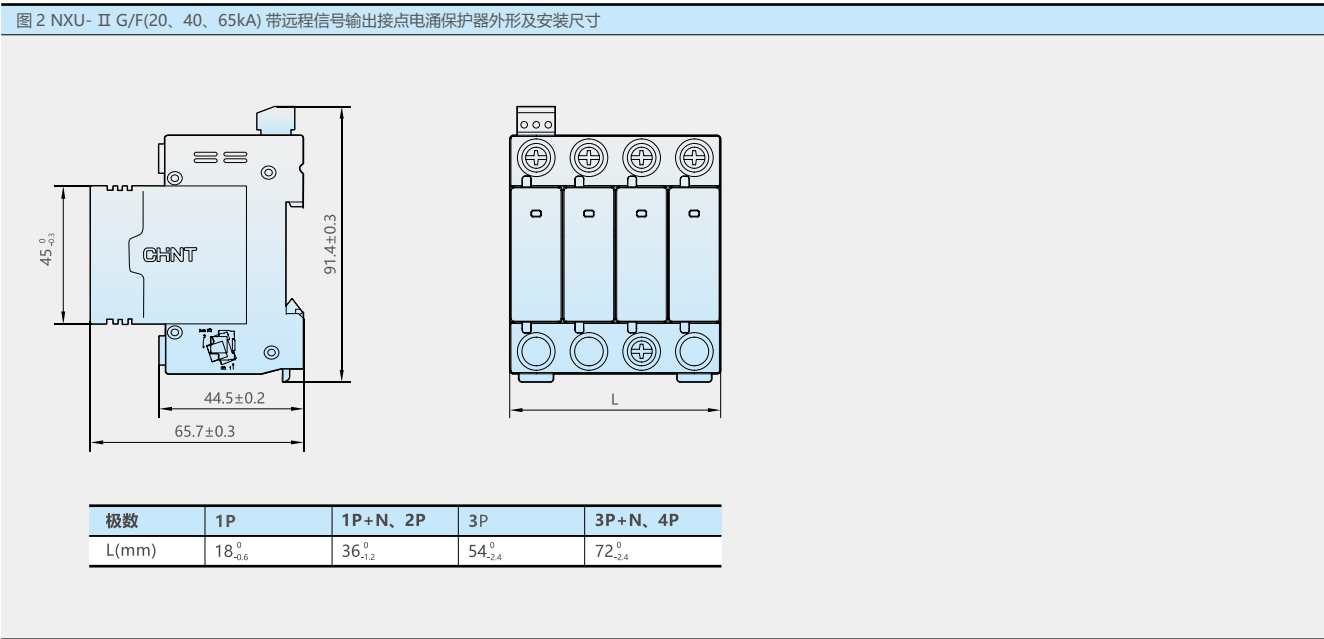 图 2 NXU- Ⅱ G/F(20、40、65kA) 带远程信号输出接点电涌保护器外形及安装尺寸
CHNT
45 0 -0.3
91.4±0.3
44.5±0.2
65.7±0.3
L
极数 1P 1P+N、2P 3P 3P+N、4P
L(mm) 18 0 -0.6 36 0 -1.2 54 0 -2.4 72 0 -2.4